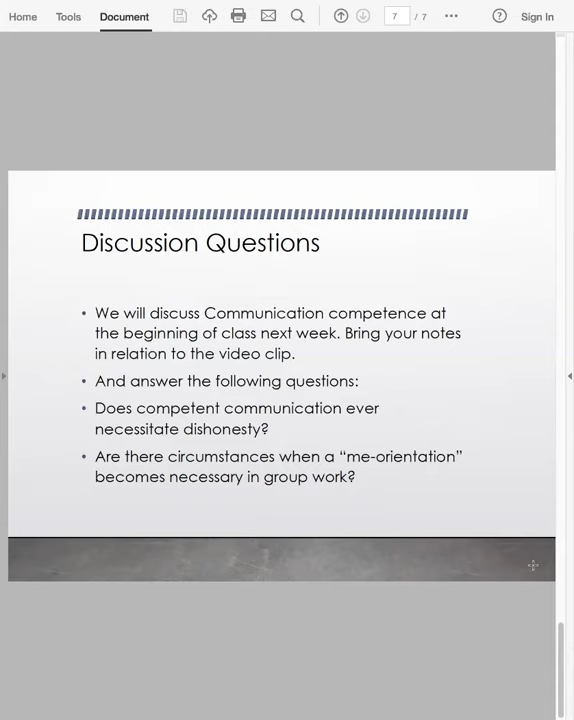 Home Tools Document 7 / 7 ••• ? Sign In
Discussion Questions
• We will discuss Communication competence at
the beginning of class next week. Bring your notes
in relation to the video clip.
• And answer the following questions:
• Does competent communication ever
necessitate dishonesty?
• Are there circumstances when a “me-orientation”
becomes necessary in group work?